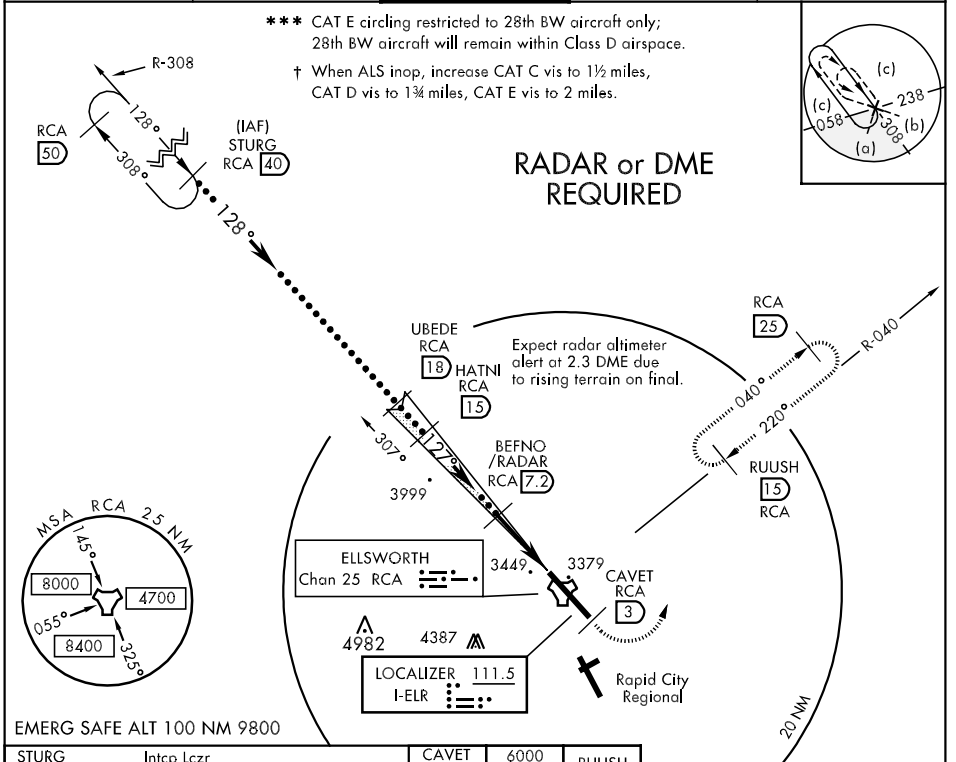 *** CAT E circling restricted to 28th BW aircraft only;
28th BW aircraft will remain within Class D airspace.
† When ALS inop, increase CAT C vis to 1½ miles,
CAT D vis to 1¾ miles, CAT E vis to 2 miles.
R-308
128°
308°
RCA
50
(IAF)
STURG
RCA 40
(c)
(c)
238
058
(b)
308
(a)
RADAR or DME
REQUIRED
128°
RCA
25
R-040
040°
220°
RUUSH
15
RCA
UBEDE
RCA
18
HATNI
RCA
15
Expect radar altimeter
alert at 2.3 DME due
to rising terrain on final.
307°
127°
BEFNO
/RADAR
RCA 7.2
3999
MSA RCA 25 NM
145°
8000
4700
055°
8400
325°
ELLSWORTH
Chan 25 RCA
3449
3379
CAVET
RCA
3
4982
4387
LOCALIZER 111.5
I-ELR
Rapid City
Regional
20 NM
EMERG SAFE ALT 100 NM 9800
STURG
Intcp Lczr
CAVET
6000
RUUSH